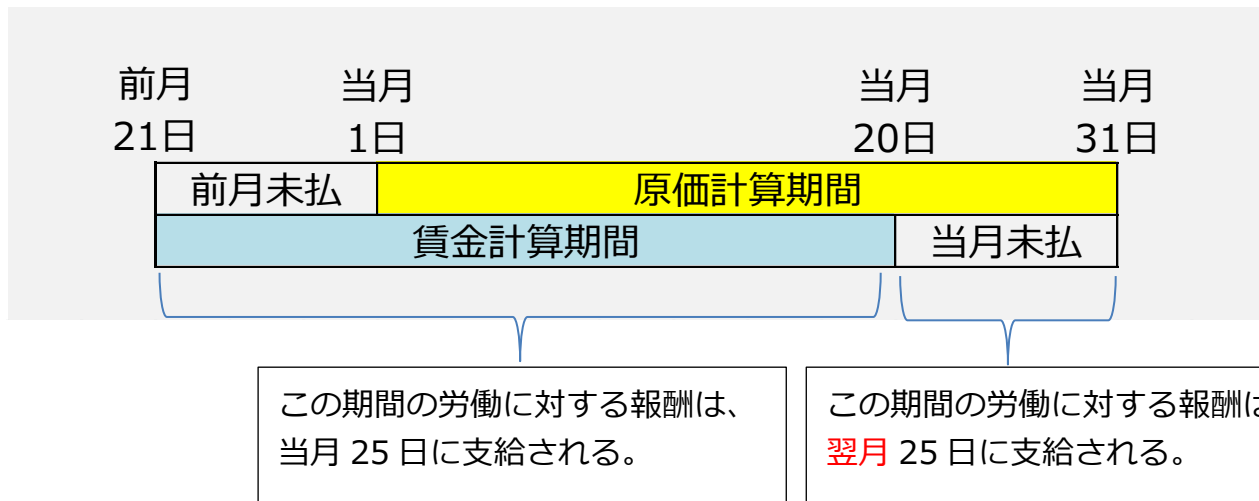 前月 当月 当月 当月
21日 1日 20日 31日
前月未払 原価計算期間
賃金計算期間 当月未払
この期間の労働に対する報酬は、
当月 25 日に支給される。
この期間の労働に対する報酬は
翌月 25 日に支給される。